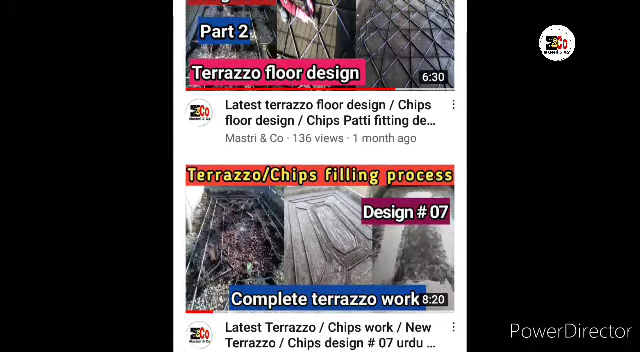 Part 2
Terrazzo floor design
6:30
Co
Latest terrazzo floor design / Chips
floor design / Chips Patti fitting de...
Mastri & Co · 136 views · 1 month ago
Terrazzo/Chips filling process
Design # 07
Complete terrazzo work
8:20
Latest Terrazzo / Chips work / New
Terrazzo / Chips design # 07 urdu ...
PowerDirector